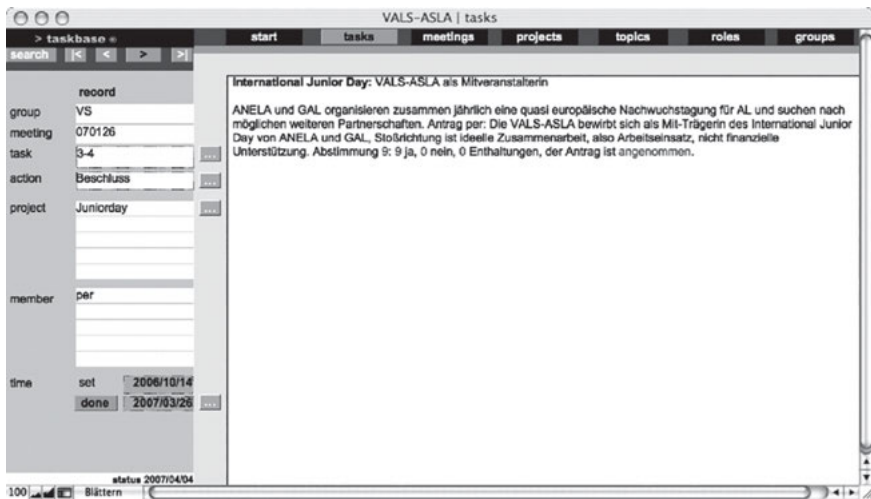 VALS-ASLA | tasks
> taskbase ®
start tasks meetings projects topics roles groups
search |< < > >|
record
group VS
meeting 070126
task 3-4 ...
action Beschluss ...
project Juniorday ...
member per
time set 2006/10/14
done 2007/03/26 ...
status 2007/04/04
100 Blättern
International Junior Day: VALS-ASLA als Mitveranstalterin
ANELA und GAL organisieren zusammen jährlich eine quasi europäische Nachwuchstagung für AL und suchen nach
möglichen weiteren Partnerschaften. Antrag per: Die VALS-ASLA bewirbt sich als Mit-Trägerin des International Junior
Day von ANELA und GAL, Stoßrichtung ist ideelle Zusammenarbeit, also Arbeitseinsatz, nicht finanzielle
Unterstützung. Abstimmung 9: 9 ja, 0 nein, 0 Enthaltungen, der Antrag ist angenommen.